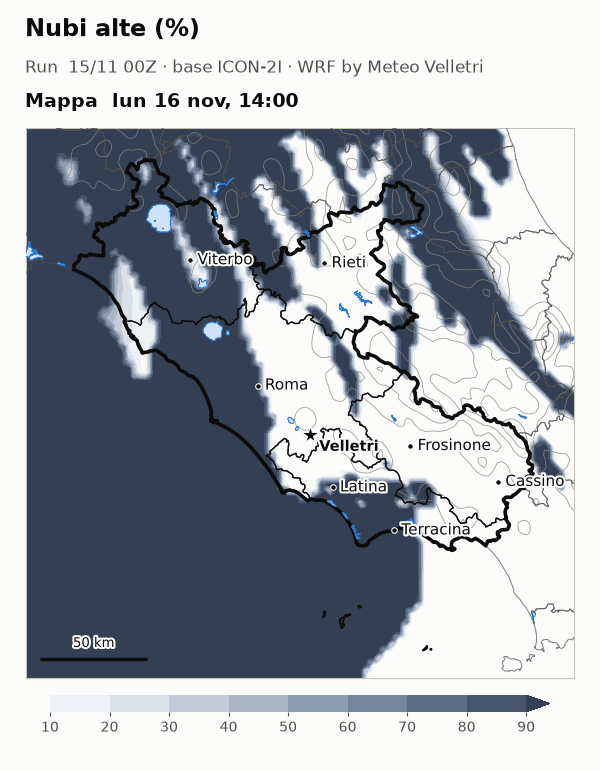 Nubi alte (%)
Run 15/11 00Z · base ICON-2I · WRF by Meteo Velletri
Mappa lun 16 nov, 14:00
Viterbo
Rieti
Roma
Velletri
Frosinone
Latina
Cassino
Terracina
50 km
10 20 30 40 50 60 70 80 90